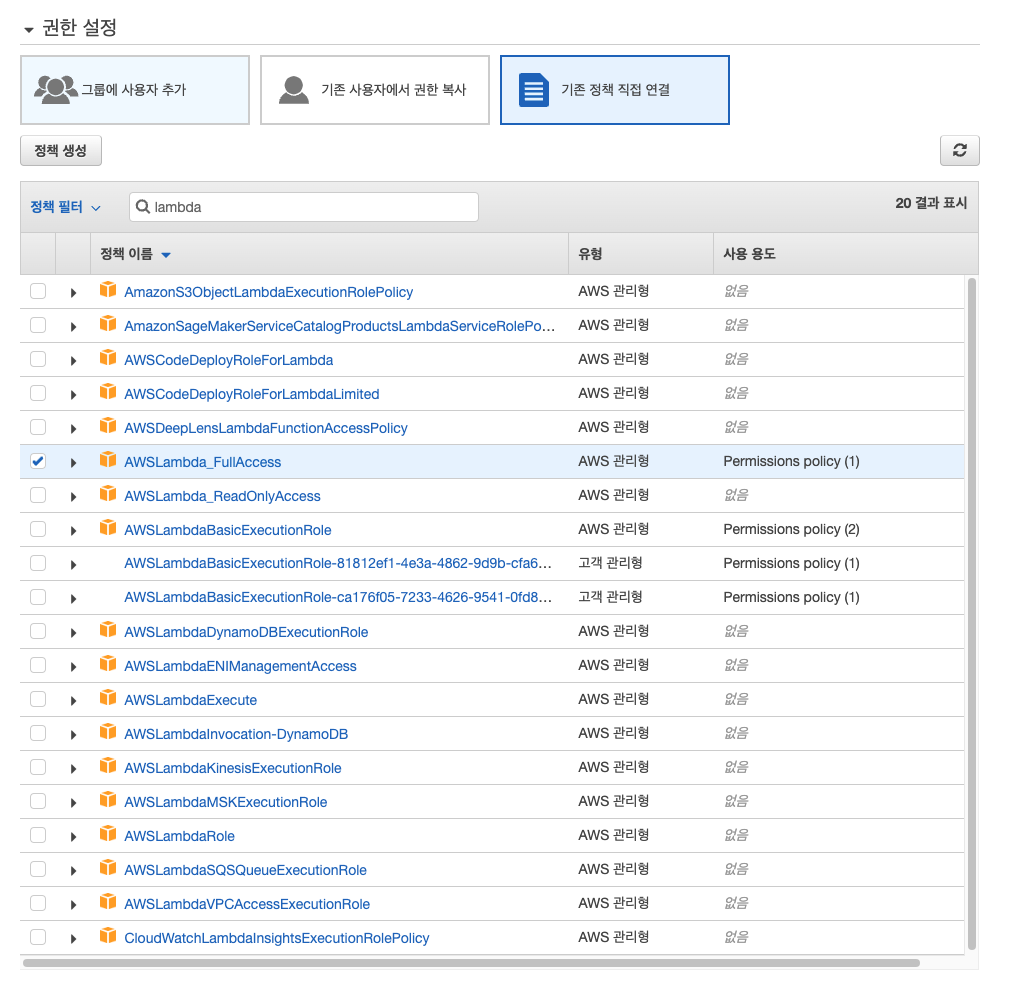 권한 설정
그룹에 사용자 추가
기존 사용자에서 권한 복사
기존 정책 직접 연결
정책 생성
정책 필터 lambda 20 결과 표시
정책 이름 유형 사용 용도
AmazonS3ObjectLambdaExecutionRolePolicy AWS 관리형 없음
AmazonSageMakerServiceCatalogProductsLambdaServiceRolePo... AWS 관리형 없음
AWSCodeDeployRoleForLambda AWS 관리형 없음
AWSCodeDeployRoleForLambdaLimited AWS 관리형 없음
AWSDeepLensLambdaFunctionAccessPolicy AWS 관리형 없음
AWSLambda_FullAccess AWS 관리형 Permissions policy (1)
AWSLambda_ReadOnlyAccess AWS 관리형 없음
AWSLambdaBasicExecutionRole AWS 관리형 Permissions policy (2)
AWSLambdaBasicExecutionRole-81812ef1-4e3a-4862-9d9b-cfa6... 고객 관리형 Permissions policy (1)
AWSLambdaBasicExecutionRole-ca176f05-7233-4626-9541-0fd8... 고객 관리형 Permissions policy (1)
AWSLambdaDynamoDBExecutionRole AWS 관리형 없음
AWSLambdaENIManagementAccess AWS 관리형 없음
AWSLambdaExecute AWS 관리형 없음
AWSLambdaInvocation-DynamoDB AWS 관리형 없음
AWSLambdaKinesisExecutionRole AWS 관리형 없음
AWSLambdaMSKExecutionRole AWS 관리형 없음
AWSLambdaRole AWS 관리형 없음
AWSLambdaSQSQueueExecutionRole AWS 관리형 없음
AWSLambdaVPCAccessExecutionRole AWS 관리형 없음
CloudWatchLambdaInsightsExecutionRolePolicy AWS 관리형 없음